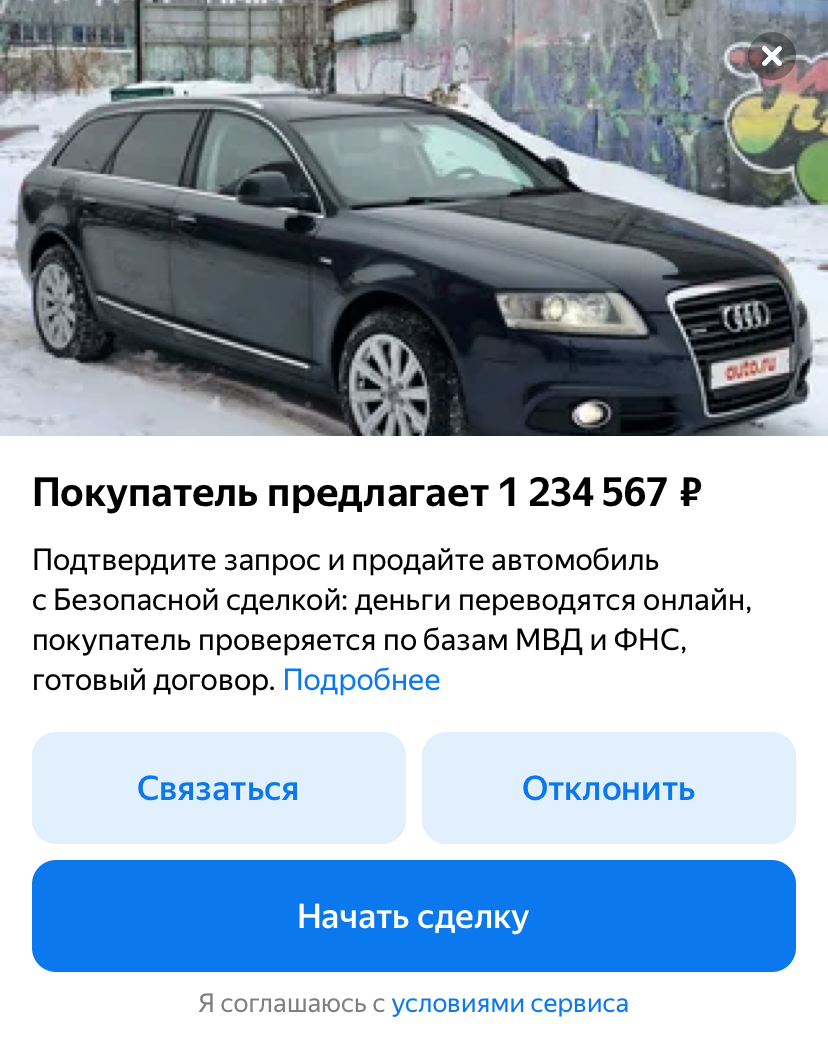 auto.ru
Покупатель предлагает 1 234 567 ₽
Подтвердите запрос и продайте автомобиль
с Безопасной сделкой: деньги переводятся онлайн,
покупатель проверяется по базам МВД и ФНС,
готовый договор. Подробнее
Связаться
Отклонить
Начать сделку
Я соглашаюсь с условиями сервиса